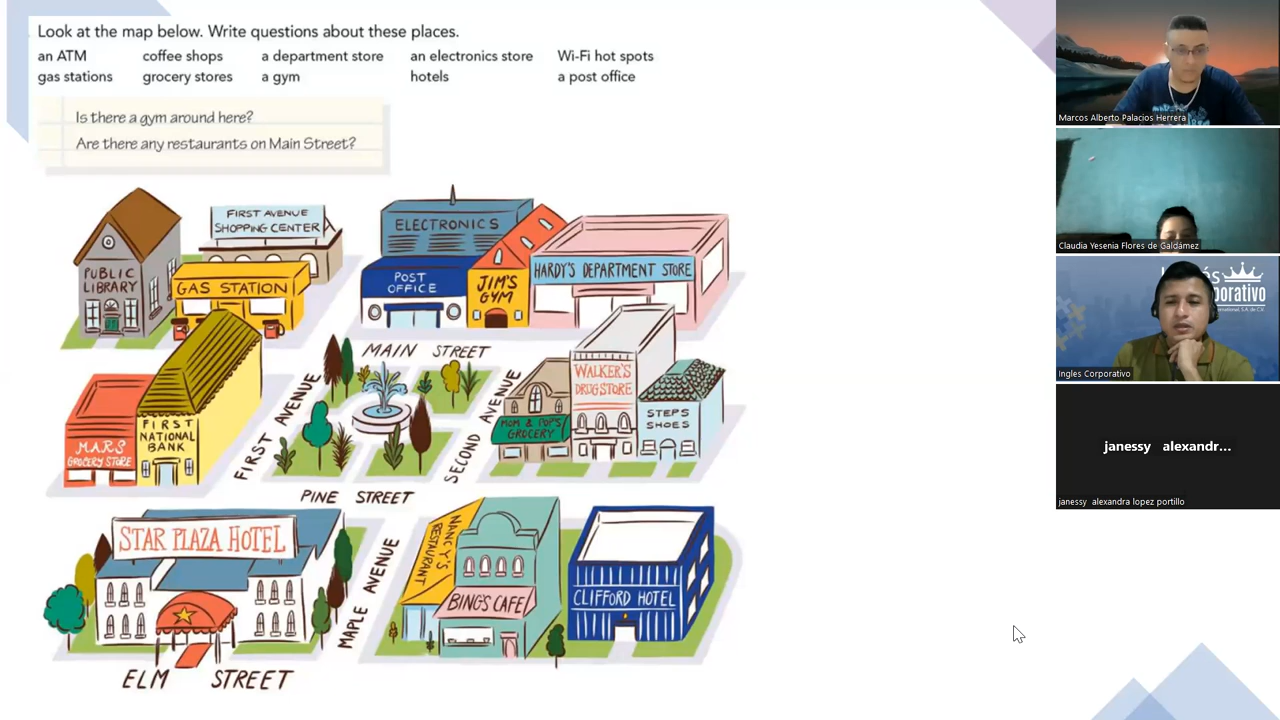 Look at the map below. Write questions about these places.
an ATM coffee shops a department store an electronics store Wi-Fi hot spots
gas stations grocery stores a gym hotels a post office
Is there a gym around here?
Are there any restaurants on Main Street?
PUBLIC
LIBRARY
FIRST AVENUE
SHOPPING CENTER
GAS STATION
ELECTRONICS
POST
OFFICE
JIM'S
GYM
HARDY'S DEPARTMENT STORE
MAIN STREET
MARS
GROCERY STORE
FIRST
NATIONAL
BANK
FIRST AVENUE
SECOND AVENUE
MOM & POP'S
GROCERY
WALKER'S
DRUG STORE
STEPS
SHOES
PINE STREET
STAR PLAZA HOTEL
MAPLE AVENUE
NANCY'S
RESTAURANT
BING'S CAFE
CLIFFORD HOTEL
ELM STREET
Marcos Alberto Palacios Herrera
Claudia Yesenia Flores de Galdámez
Ingles Corporativo
janessy alexandr...
janessy alexandra lopez portillo